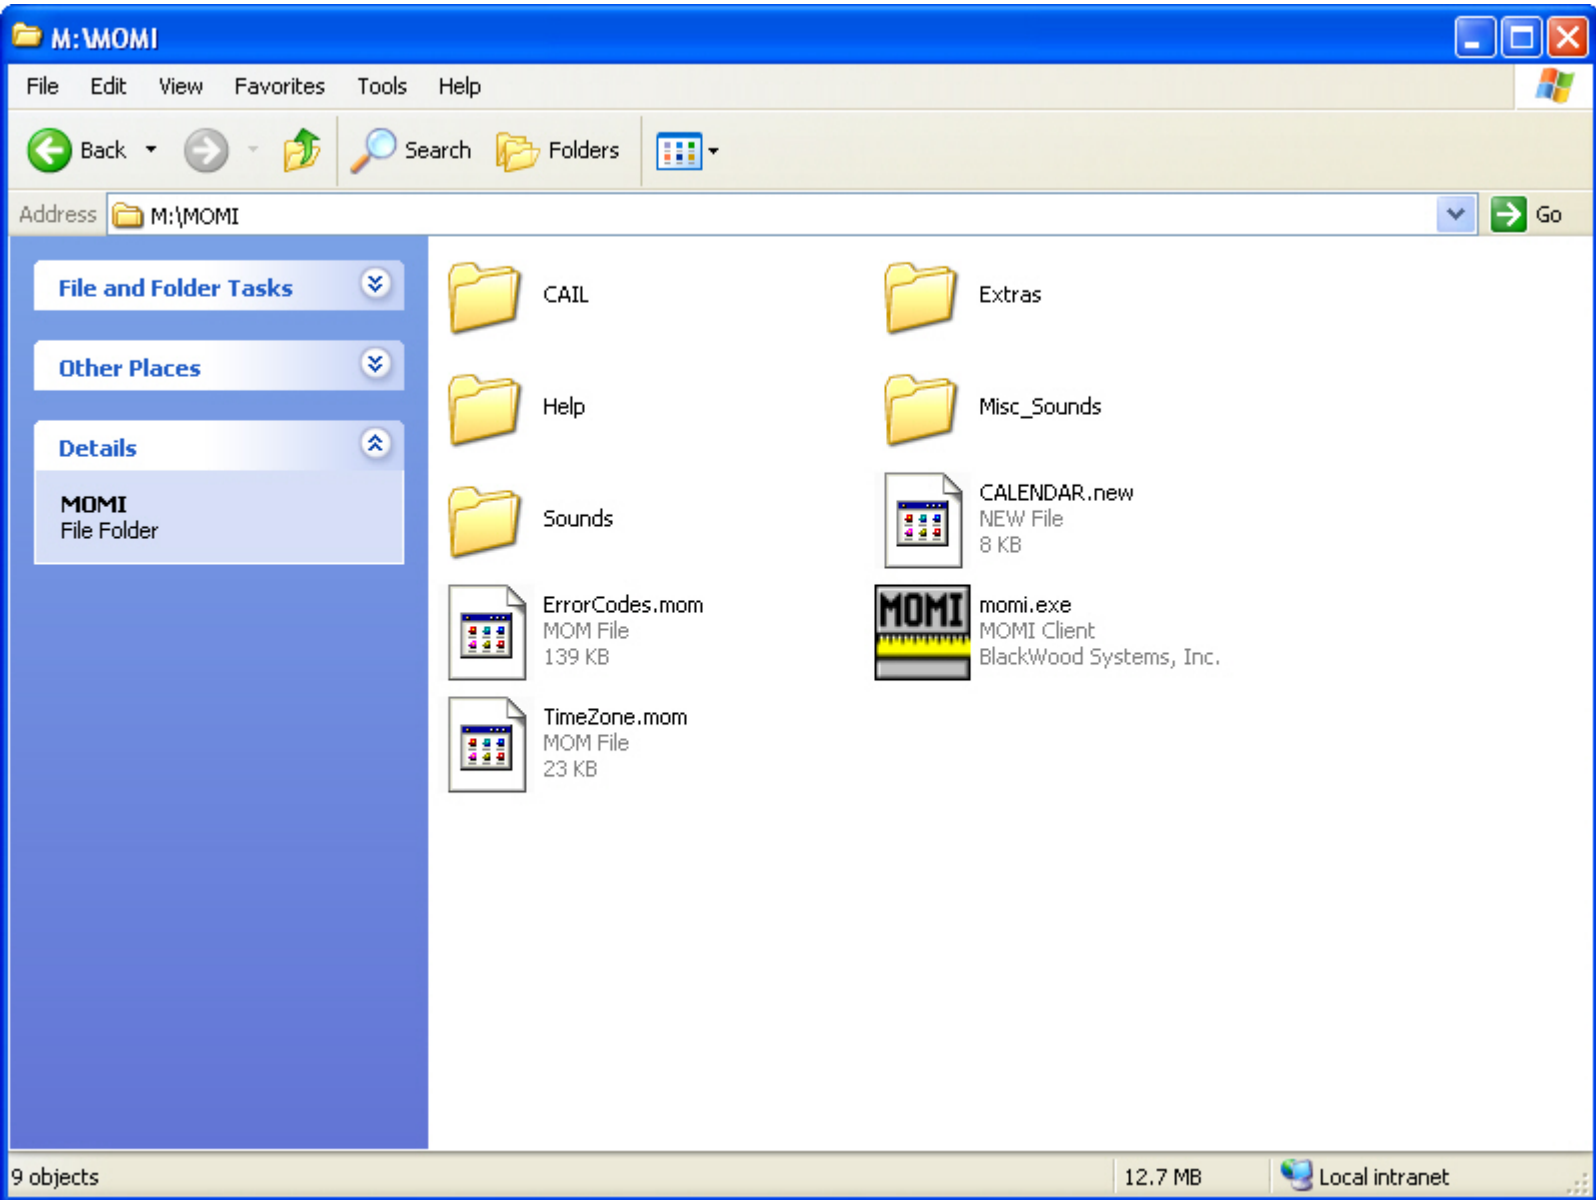 M:\MOMI
File Edit View Favorites Tools Help
Back Search Folders
Address M:\MOMI Go
File and Folder Tasks
Other Places
Details
MOMI
File Folder
CAIL
Extras
Help
Misc_Sounds
Sounds
CALENDAR.new
NEW File
8 KB
ErrorCodes.mom
MOM File
139 KB
MOMI
momi.exe
MOMI Client
BlackWood Systems, Inc.
TimeZone.mom
MOM File
23 KB
9 objects 12.7 MB Local intranet